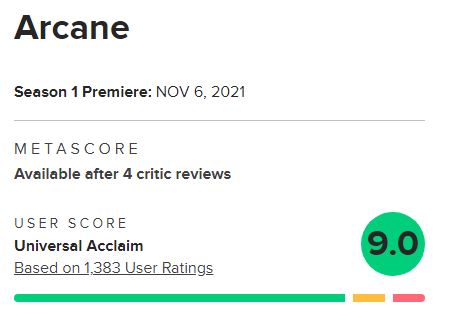 Arcane
Season 1 Premiere: NOV 6, 2021
METASCORE
Available after 4 critic reviews
USER SCORE
Universal Acclaim
Based on 1,383 User Ratings
9.0